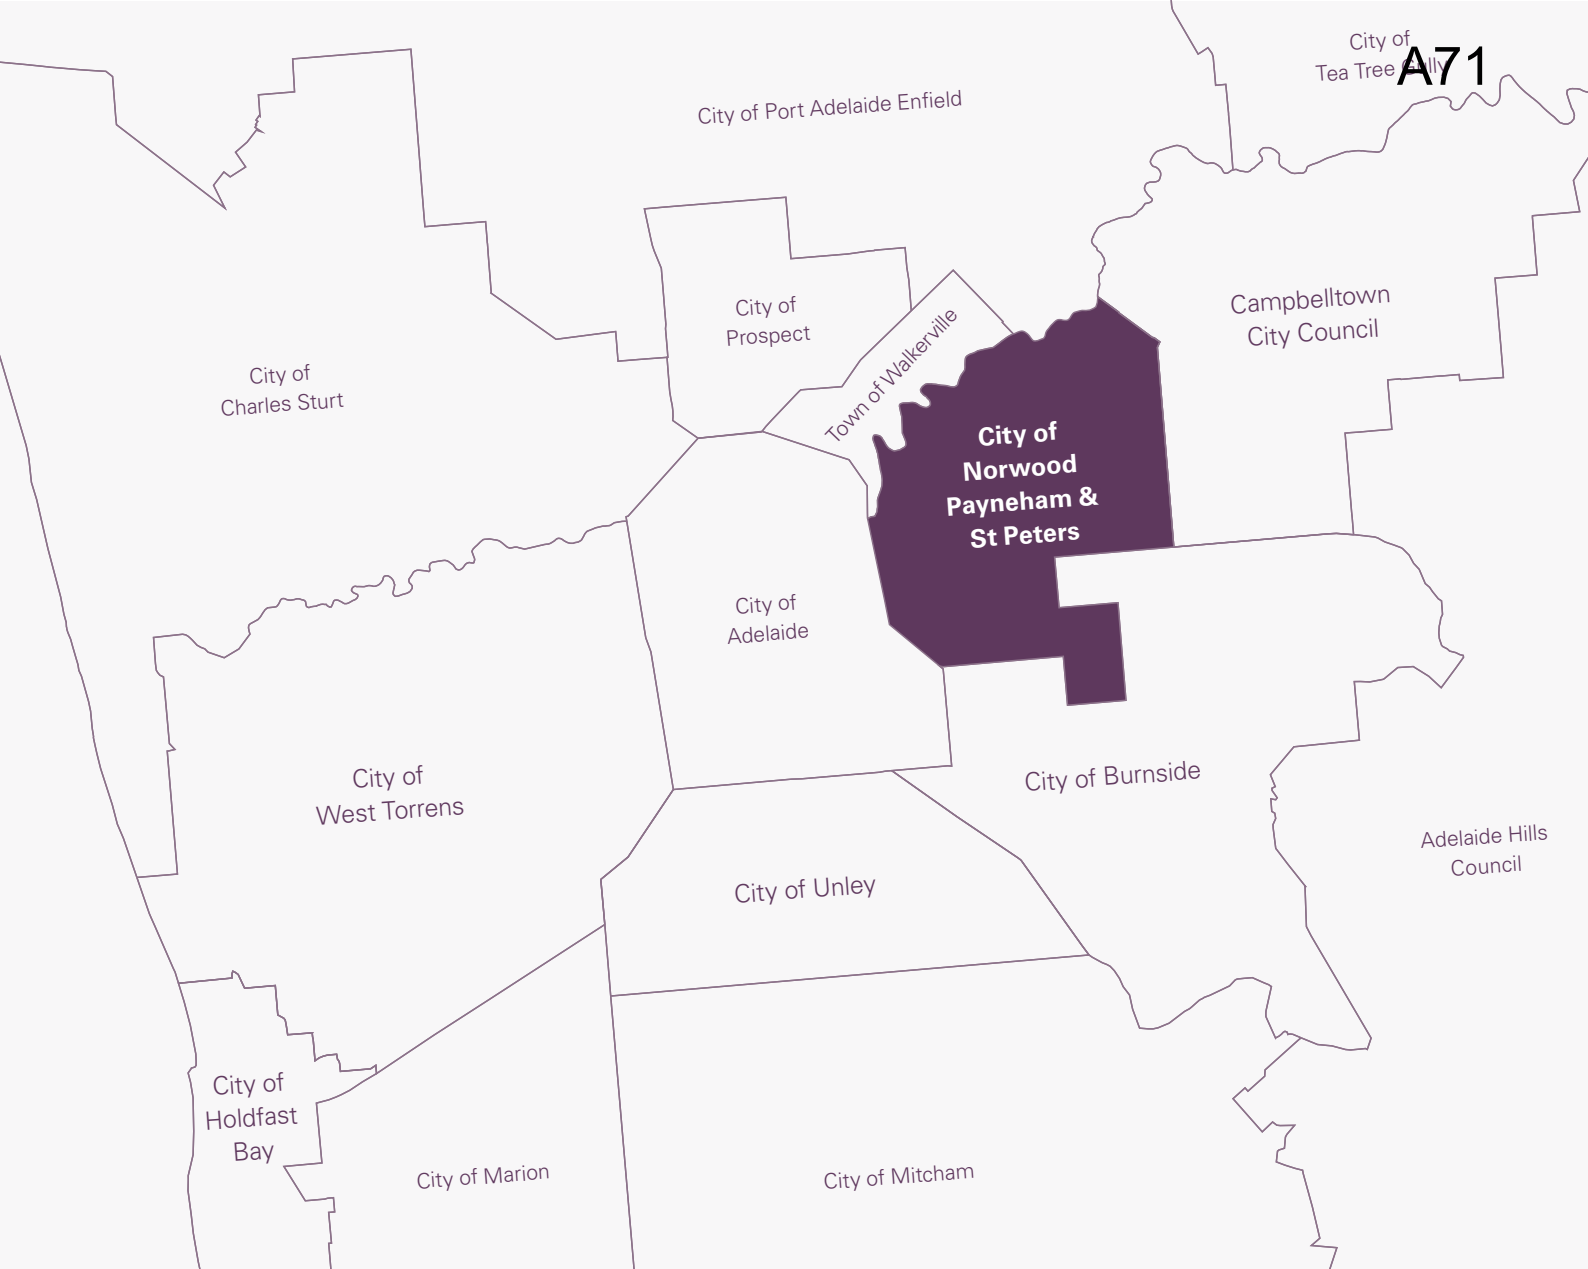 City of
Tea Tree Gully
A71
City of Port Adelaide Enfield
City of
Prospect
Town of Walkerville
Campbelltown
City Council
City of
Charles Sturt
City of
Norwood
Payneham &
St Peters
City of
Adelaide
City of
West Torrens
City of Burnside
Adelaide Hills
Council
City of Unley
City of
Holdfast
Bay
City of Marion
City of Mitcham